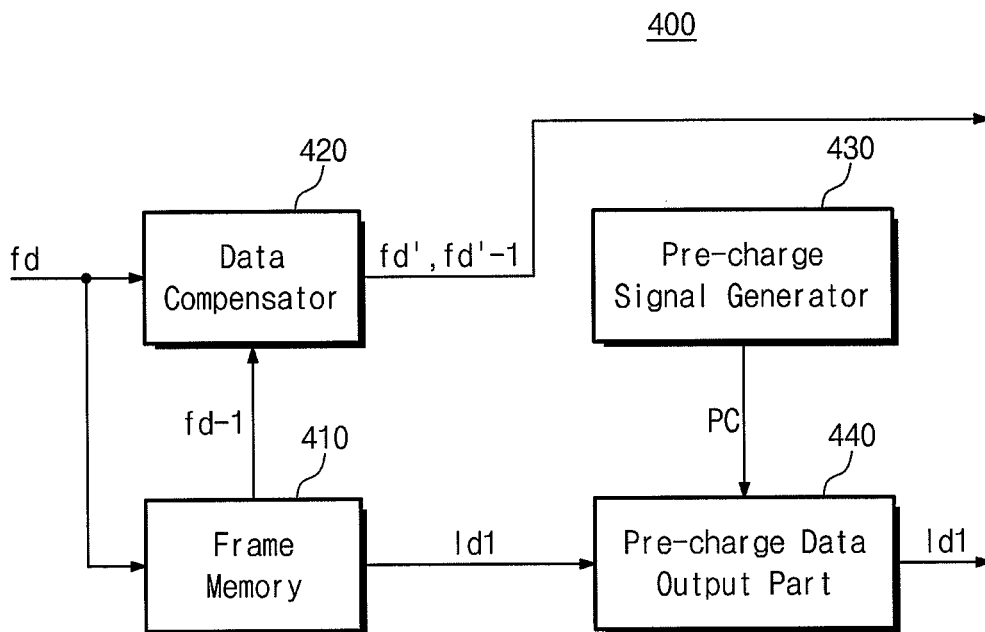 400
420
430
fd
Data
Compensator
fd', fd'-1
Pre-charge
Signal Generator
fd-1
PC
410
440
Frame
Memory
ld1
Pre-charge Data
Output Part
ld1